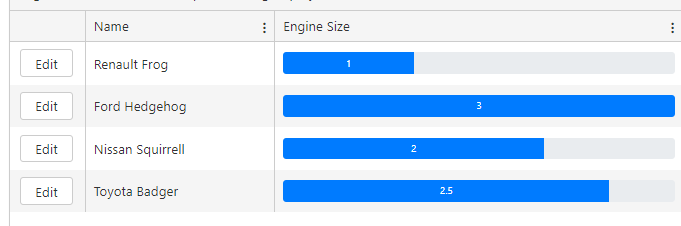 Name Engine Size
Edit Renault Frog 1
Edit Ford Hedgehog 3
Edit Nissan Squirrell 2
Edit Toyota Badger 2.5